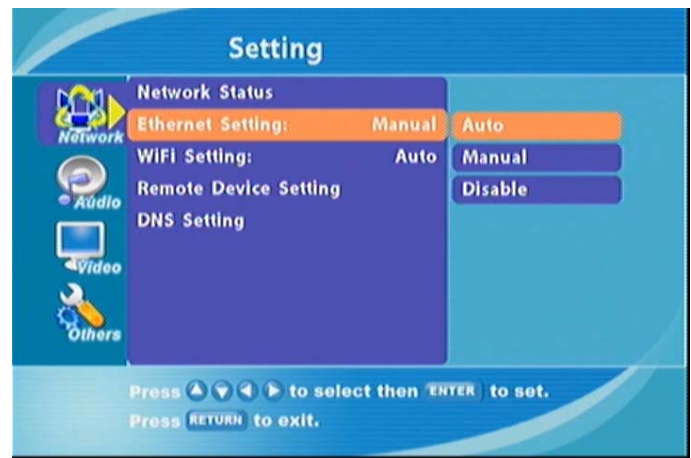 Setting
Network Status
Ethernet Setting: Manual Auto
Network
WiFi Setting: Auto Manual
Remote Device Setting Disable
Audio
DNS Setting
Video
Others
Press to select then ENTER to set.
Press RETURN to exit.